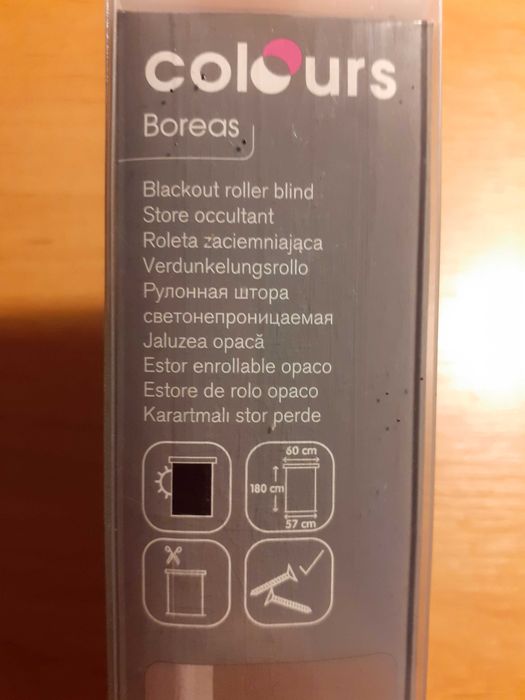 colours
Boreas
Blackout roller blind
Store occultant
Roleta zaciemniająca
Verdunkelungsrollo
Рулонная штора
светонепроницаемая
Jaluzea opacă
Estor enrollable opaco
Estore de rolo opaco
Karartmalı stor perde
60 cm
180 cm
57 cm